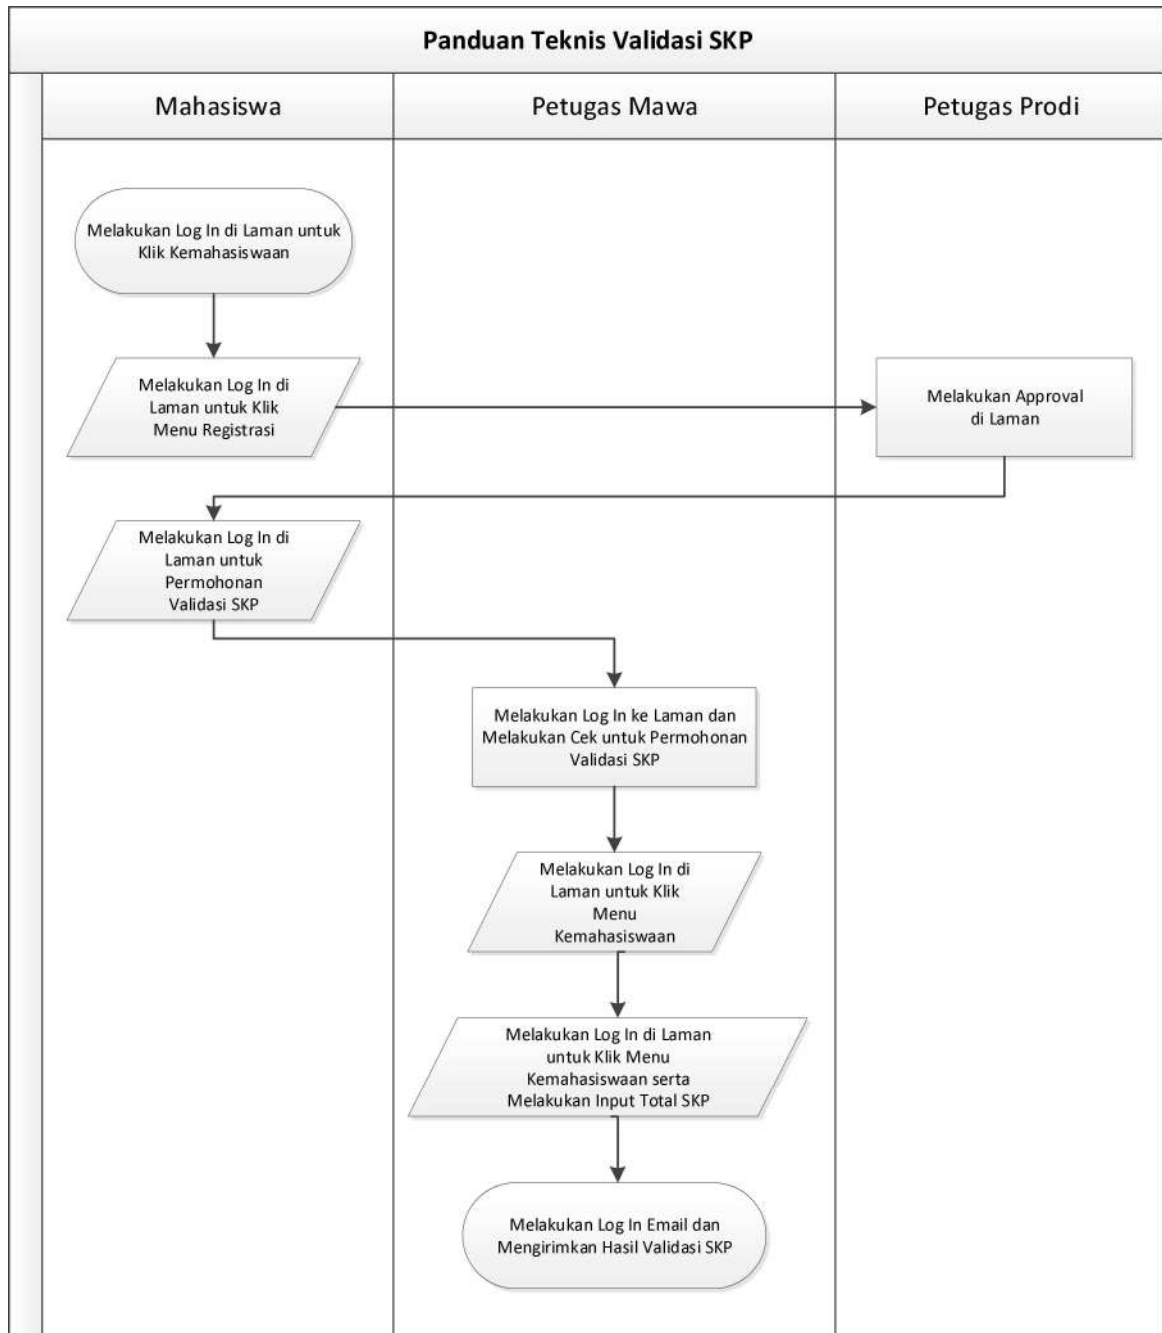 Panduan Teknis Validasi SKP
Mahasiswa
Petugas Mawa
Petugas Prodi
Melakukan Log In di Laman untuk
Klik Kemahasiswaan
Melakukan Log In di
Laman untuk Klik
Menu Registrasi
Melakukan Approval
di Laman
Melakukan Log In di
Laman untuk
Permohonan
Validasi SKP
Melakukan Log In ke Laman dan
Melakukan Cek untuk Permohonan
Validasi SKP
Melakukan Log In di
Laman untuk Klik
Menu
Kemahasiswaan
Melakukan Log In di Laman
untuk Klik Menu
Kemahasiswaan serta
Melakukan Input Total SKP
Melakukan Log In Email dan
Mengirimkan Hasil Validasi SKP